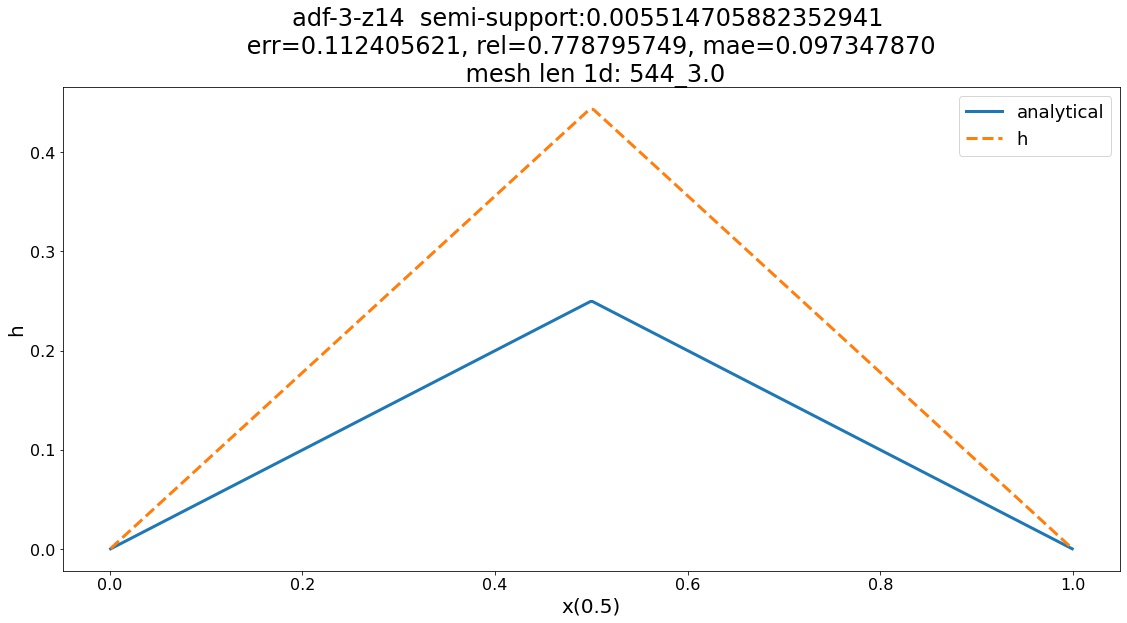 adf-3-z14  semi-support:0.005514705882352941
err=0.112405621, rel=0.778795749, mae=0.097347870
mesh len 1d: 544_3.0
analytical
h
h
0.4
0.3
0.2
0.1
0.0
0.0 0.2 0.4 0.6 0.8 1.0
x(0.5)